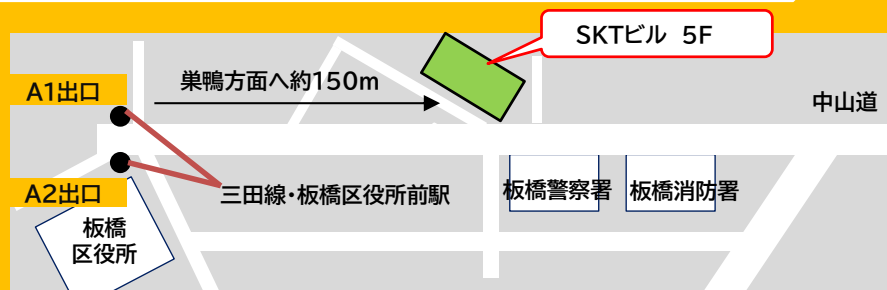 SKTビル 5F
A1出口
巣鴨方面へ約150m
中山道
A2出口
三田線・板橋区役所前駅
板橋警察署
板橋消防署
板橋
区役所